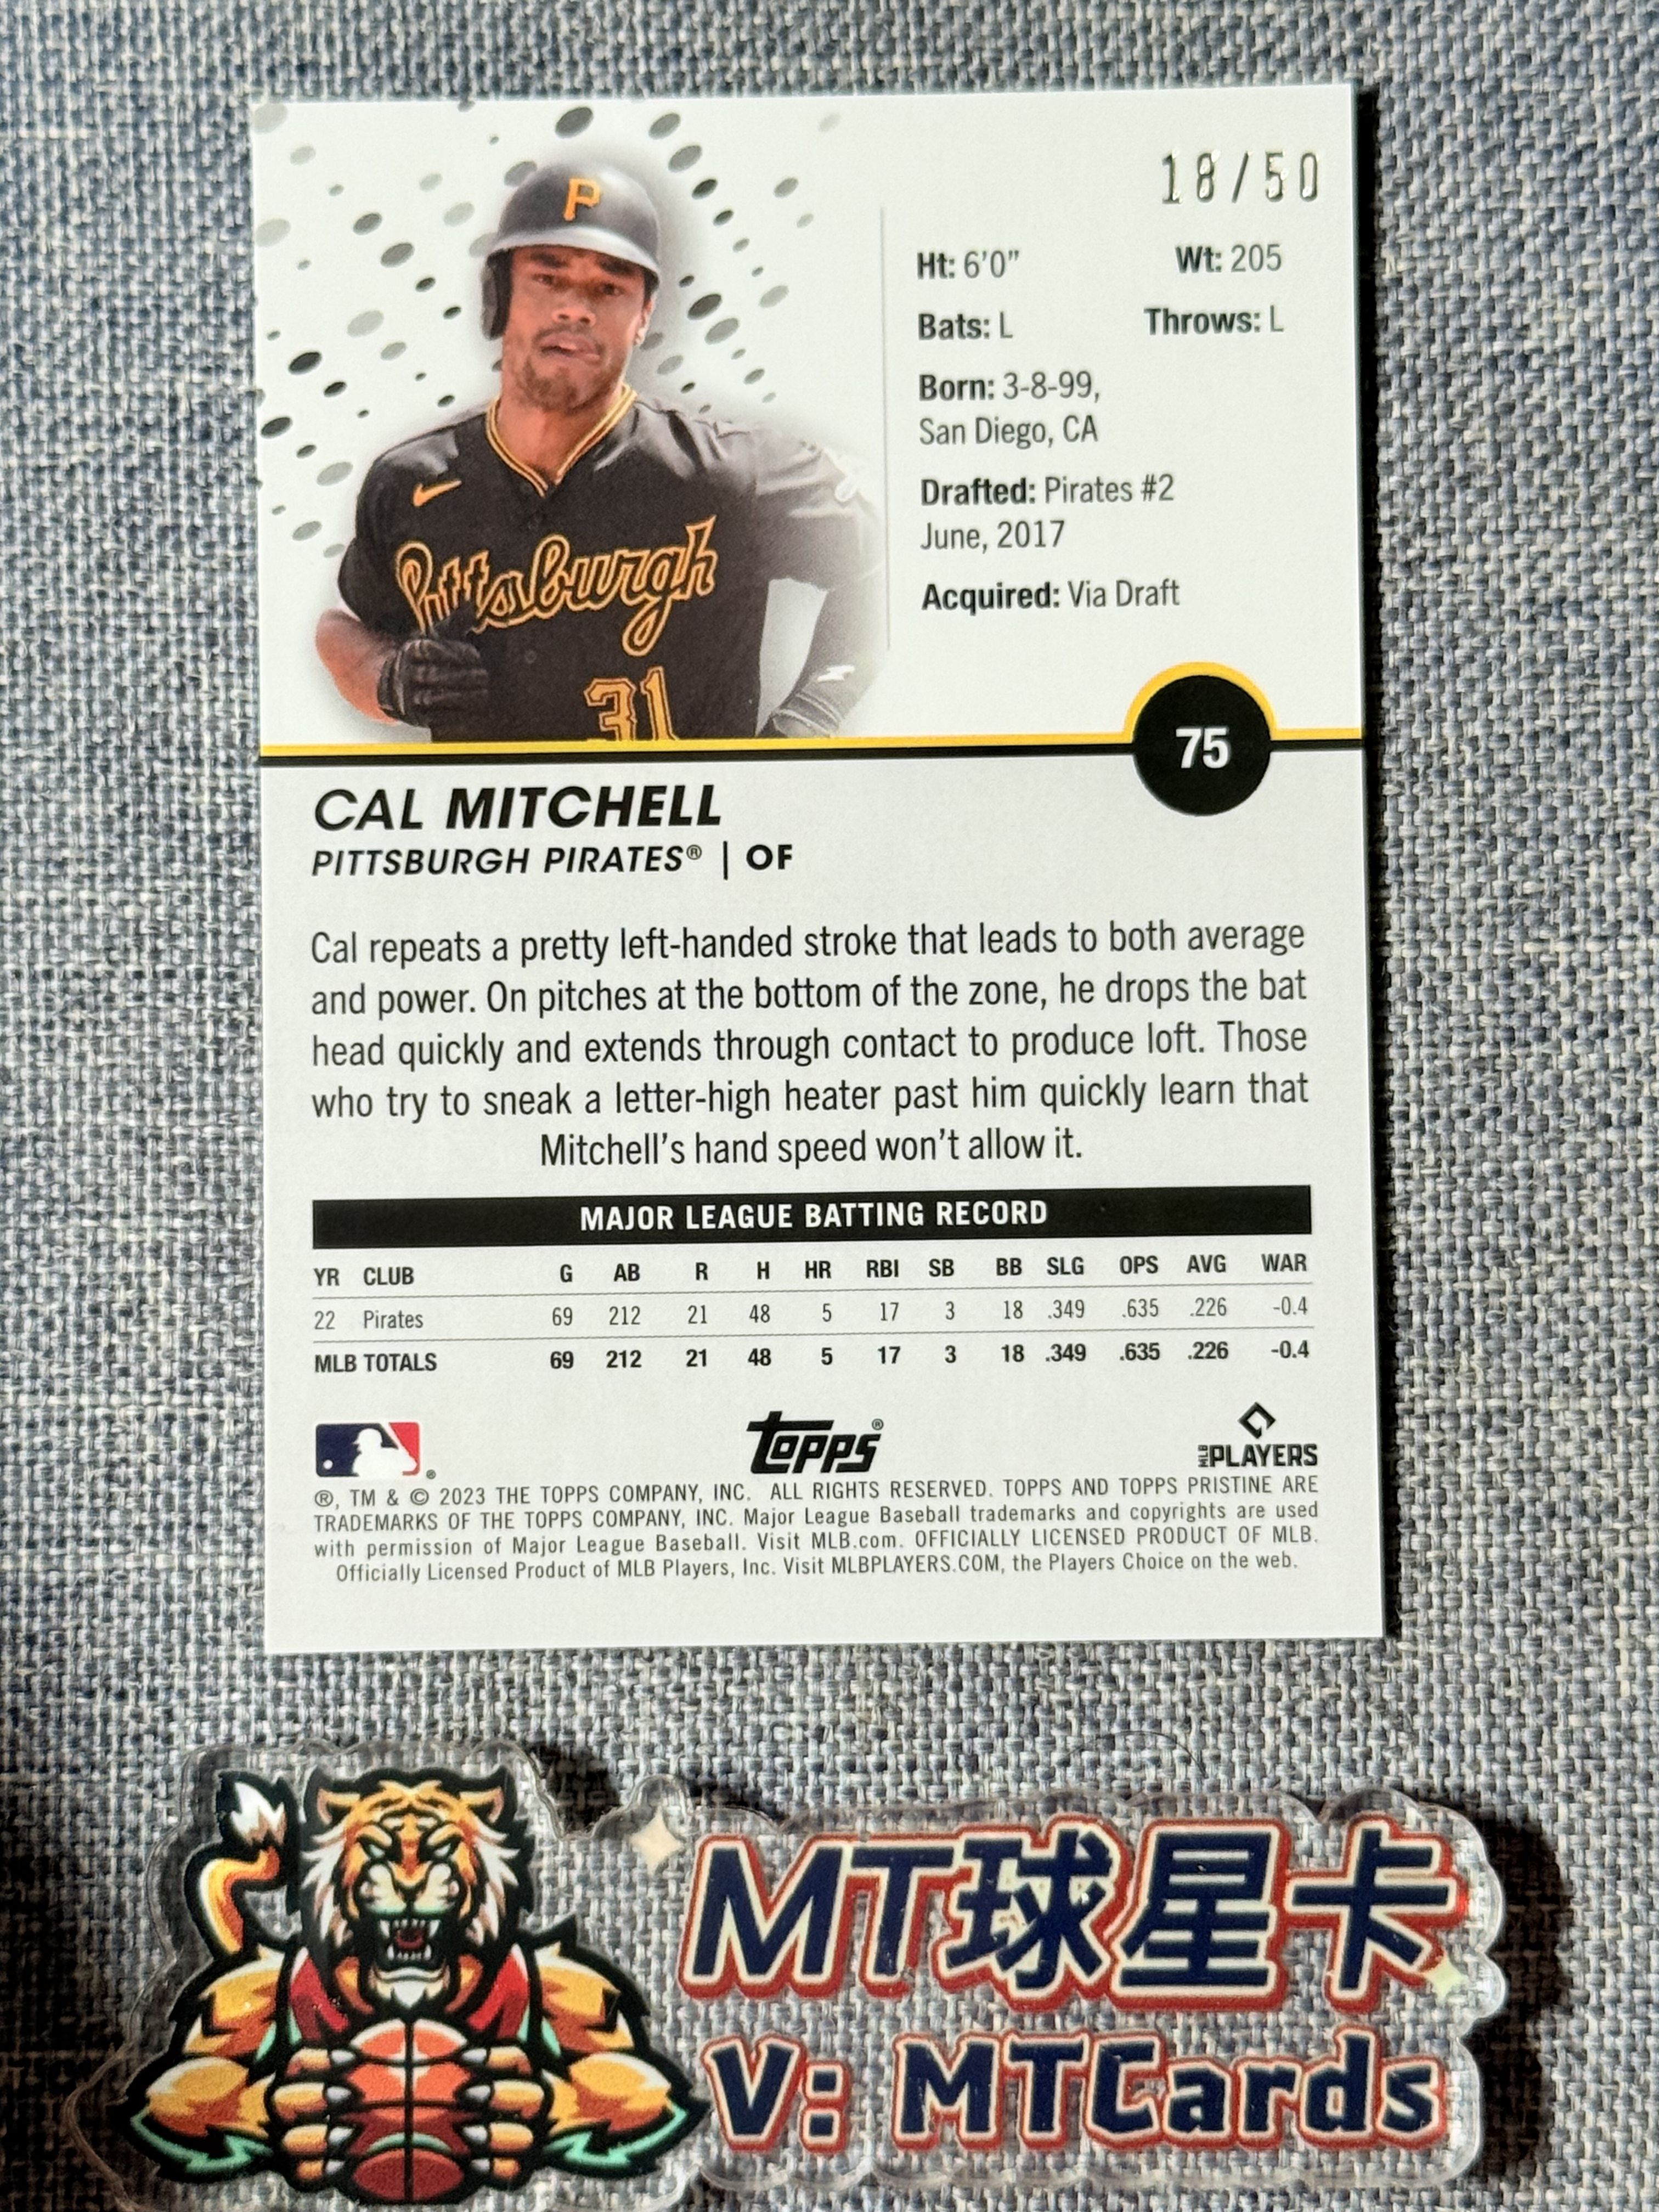 P
18/50
Ht: 6'0" Wt: 205
Bats: L Throws: L
Born: 3-8-99,
San Diego, CA
Drafted: Pirates #2
June, 2017
Acquired: Via Draft
Pittsburgh
31
75
CAL MITCHELL
PITTSBURGH PIRATES® | OF
Cal repeats a pretty left-handed stroke that leads to both average
and power. On pitches at the bottom of the zone, he drops the bat
head quickly and extends through contact to produce loft. Those
who try to sneak a letter-high heater past him quickly learn that
Mitchell's hand speed won't allow it.
MAJOR LEAGUE BATTING RECORD
YR CLUB G AB R H HR RBI SB BB SLG OPS AVG WAR
22 Pirates 69 212 21 48 5 17 3 18 .349 .635 .226 -0.4
MLB TOTALS 69 212 21 48 5 17 3 18 .349 .635 .226 -0.4
® topps® MLB PLAYERS
®, TM & © 2023 THE TOPPS COMPANY, INC. ALL RIGHTS RESERVED. TOPPS AND TOPPS PRISTINE ARE
TRADEMARKS OF THE TOPPS COMPANY, INC. Major League Baseball trademarks and copyrights are used
with permission of Major League Baseball. Visit MLB.com. OFFICIALLY LICENSED PRODUCT OF MLB.
Officially Licensed Product of MLB Players, Inc. Visit MLBPLAYERS.COM, the Players Choice on the web.
MT球星卡
V: MTCards